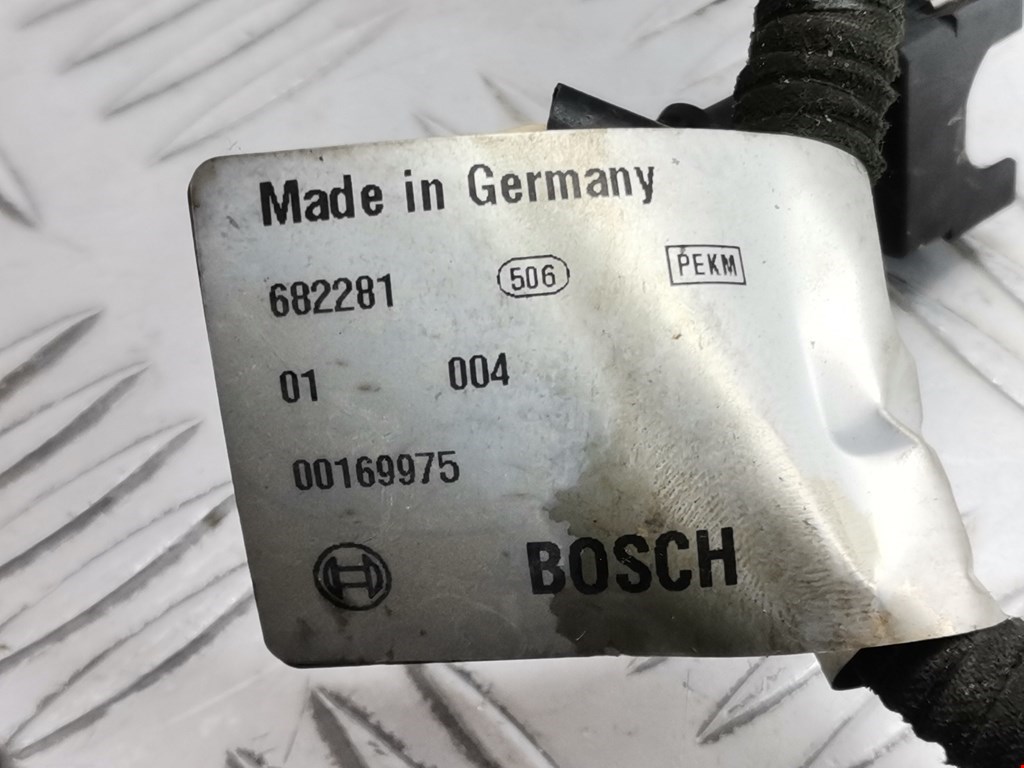 Made in Germany
682281 506 PEKM
01 004
00169975
BOSCH